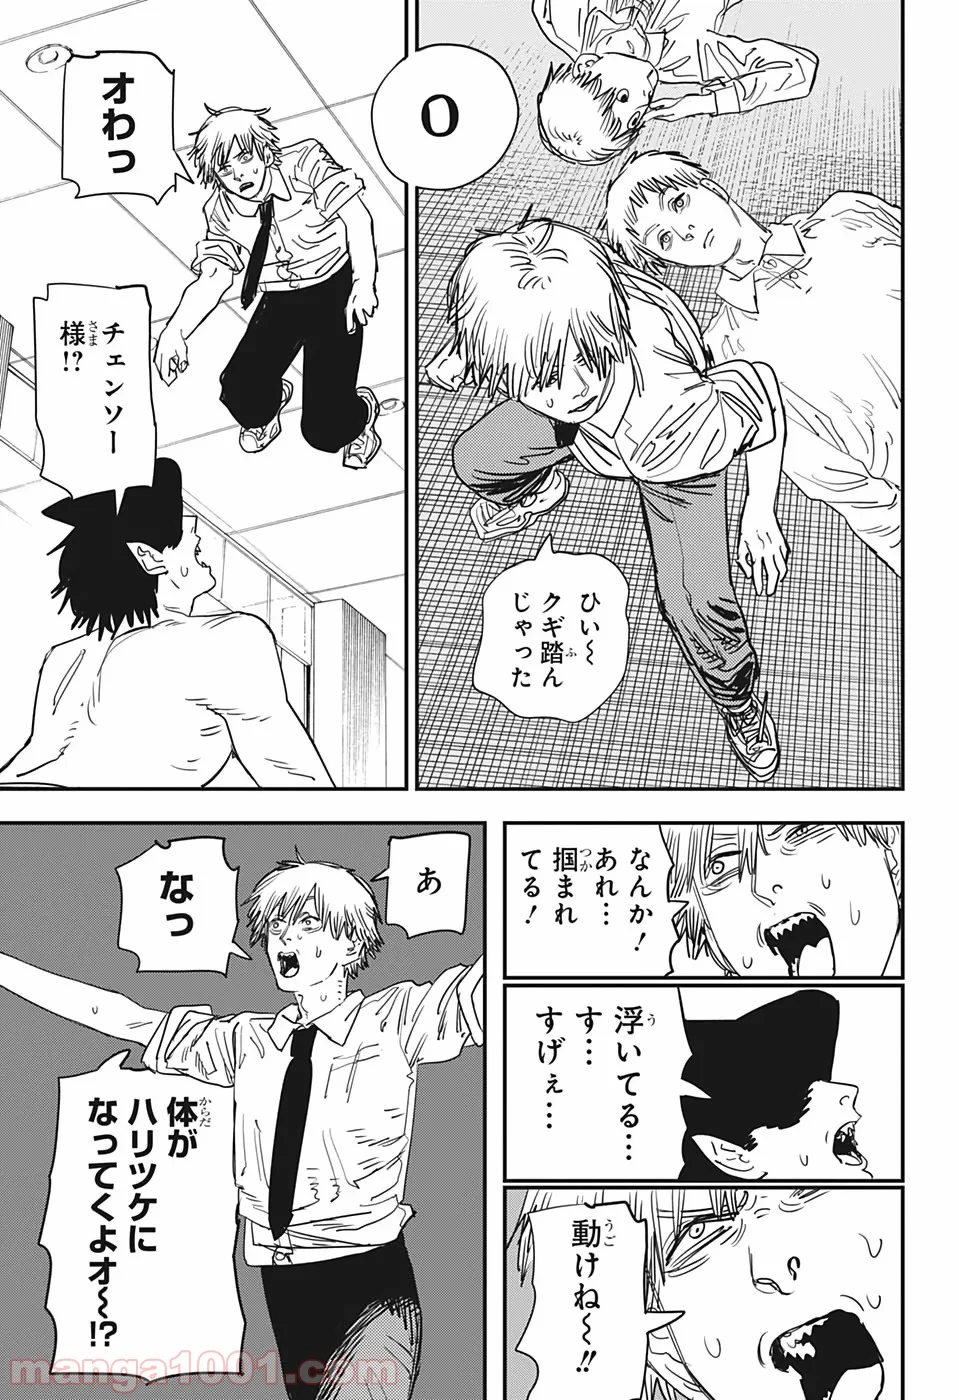 0
ひい〜
クギ踏ん
じゃった
オわっ
チェンソー
様!?
なんか!
あれ…
掴まれ
てる!
浮いてる…
す…
すげぇ…
動けね〜!!
あ
なっ
体が
ハリツケに
なってくよオ〜!?
manga1001.com